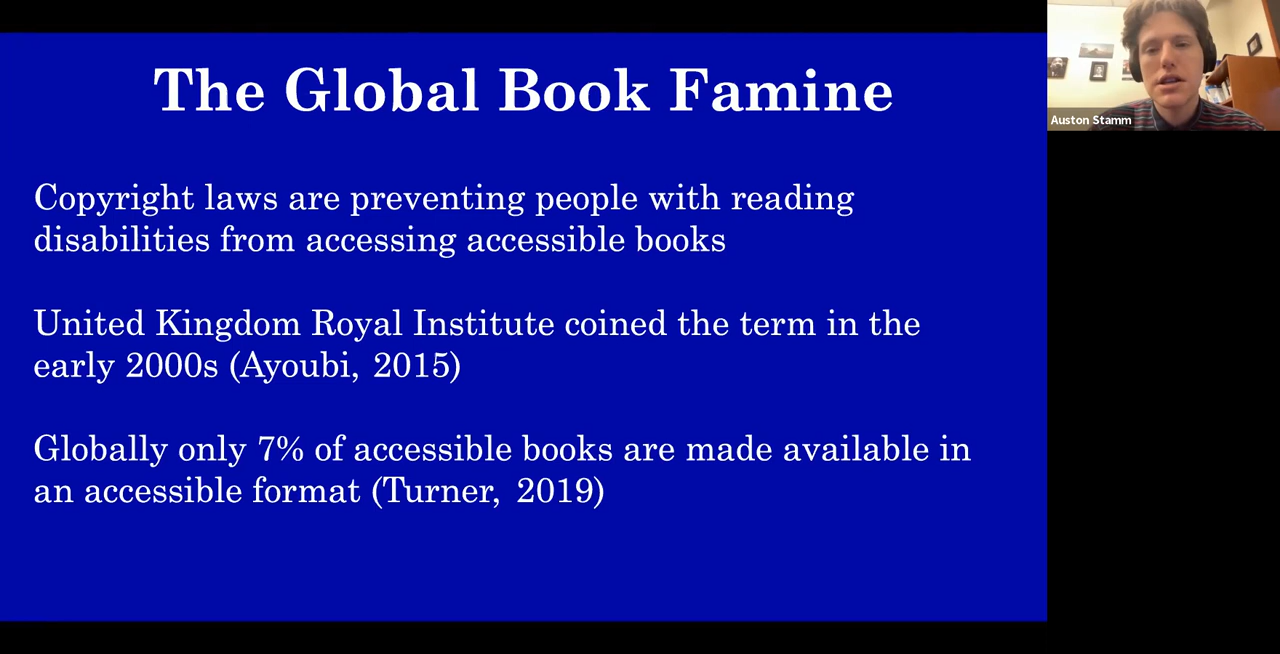 The Global Book Famine
Copyright laws are preventing people with reading
disabilities from accessing accessible books
United Kingdom Royal Institute coined the term in the
early 2000s (Ayoubi, 2015)
Globally only 7% of accessible books are made available in
an accessible format (Turner, 2019)
Auston Stamm